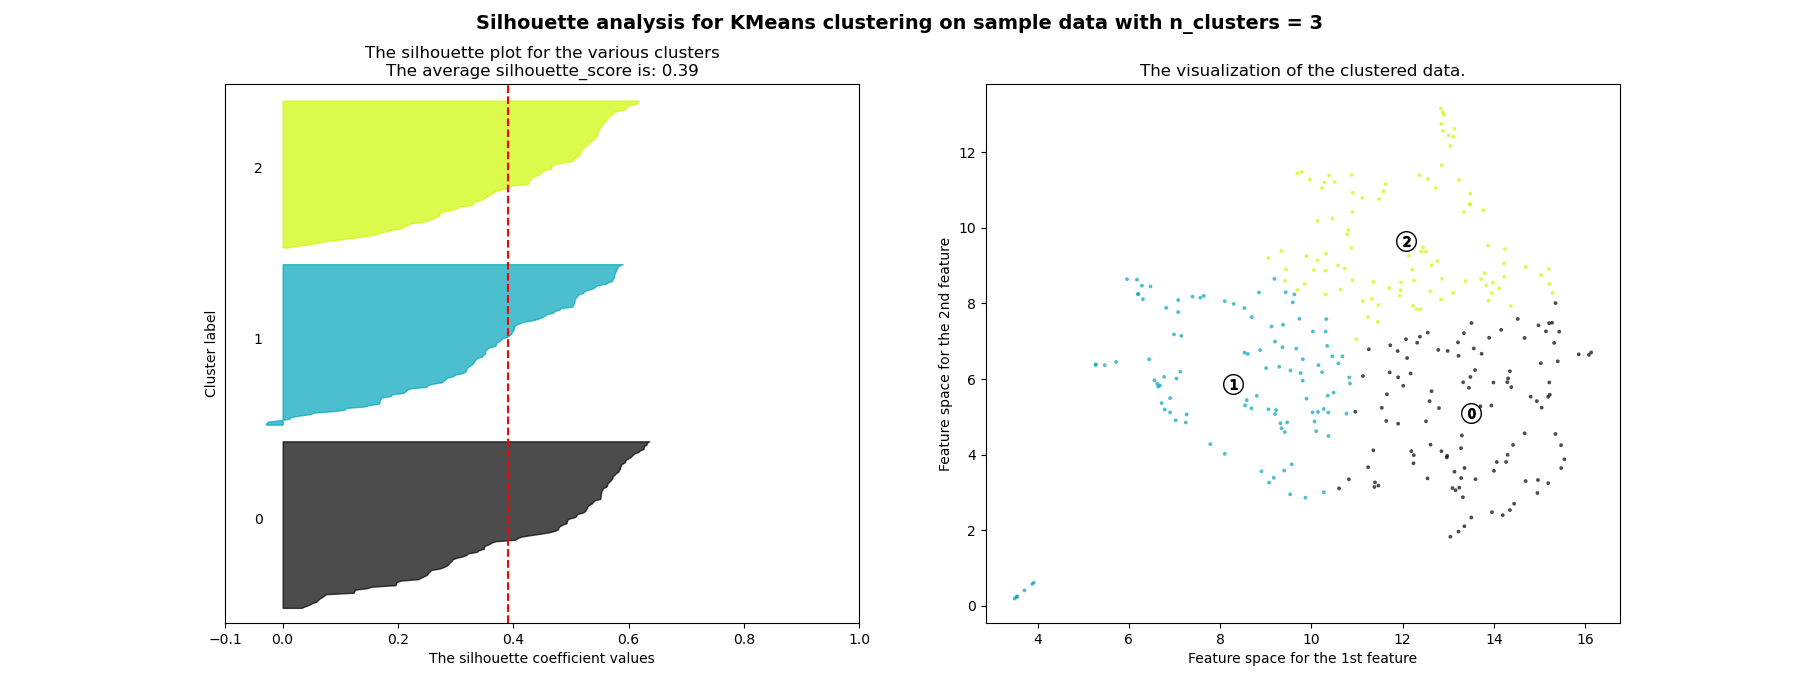 Silhouette analysis for KMeans clustering on sample data with n_clusters = 3
The silhouette plot for the various clusters
The average silhouette_score is: 0.39
Cluster label
2
1
0
−0.1 0.0 0.2 0.4 0.6 0.8 1.0
The silhouette coefficient values
The visualization of the clustered data.
Feature space for the 2nd feature
12
10
8
6
4
2
0
2
1
0
4 6 8 10 12 14 16
Feature space for the 1st feature